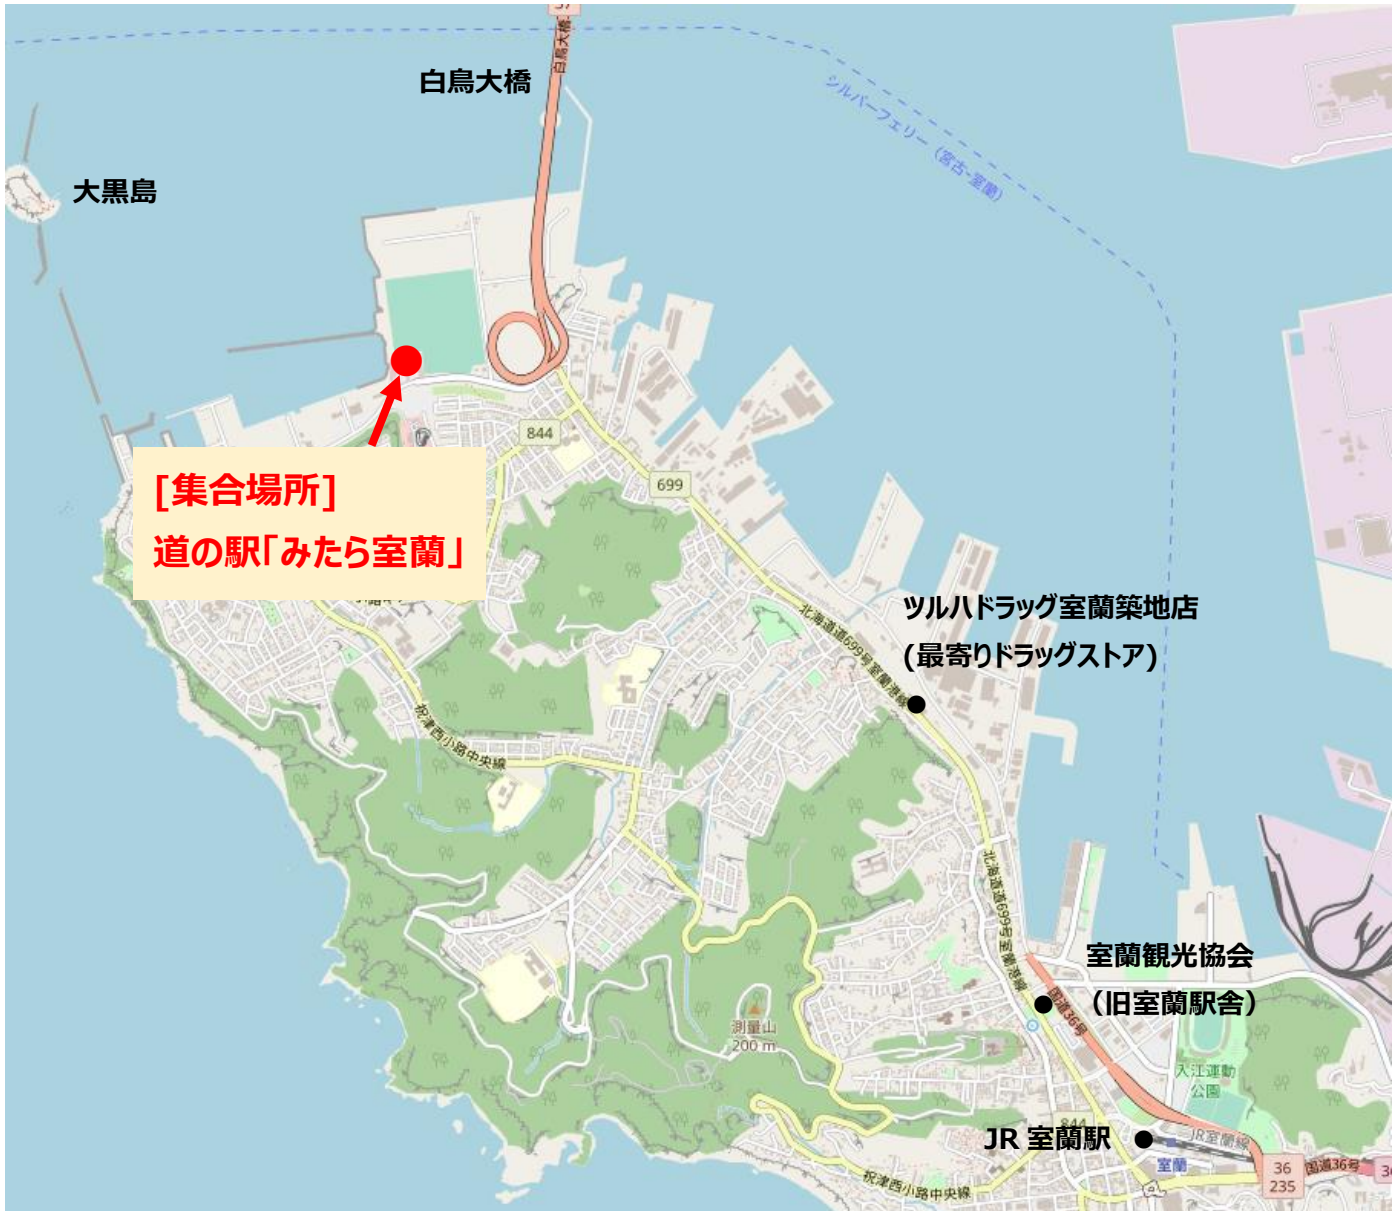 37
白鳥大橋
白鳥大橋
シルバーフェリー (宮古-室蘭)
大黒島
844
699
[集合場所]
道の駅「みたら室蘭」
ツルハドラッグ室蘭築地店
(最寄りドラッグストア)
北海道道699号室蘭港線
祝津西小路中央線
北海道道699号室蘭港線
室蘭観光協会
(旧室蘭駅舎)
国道36号
測量山
200 m
入江運動
公園
844
JR 室蘭駅
JR室蘭線
室蘭
36
235
国道36号
祝津西小路中央線